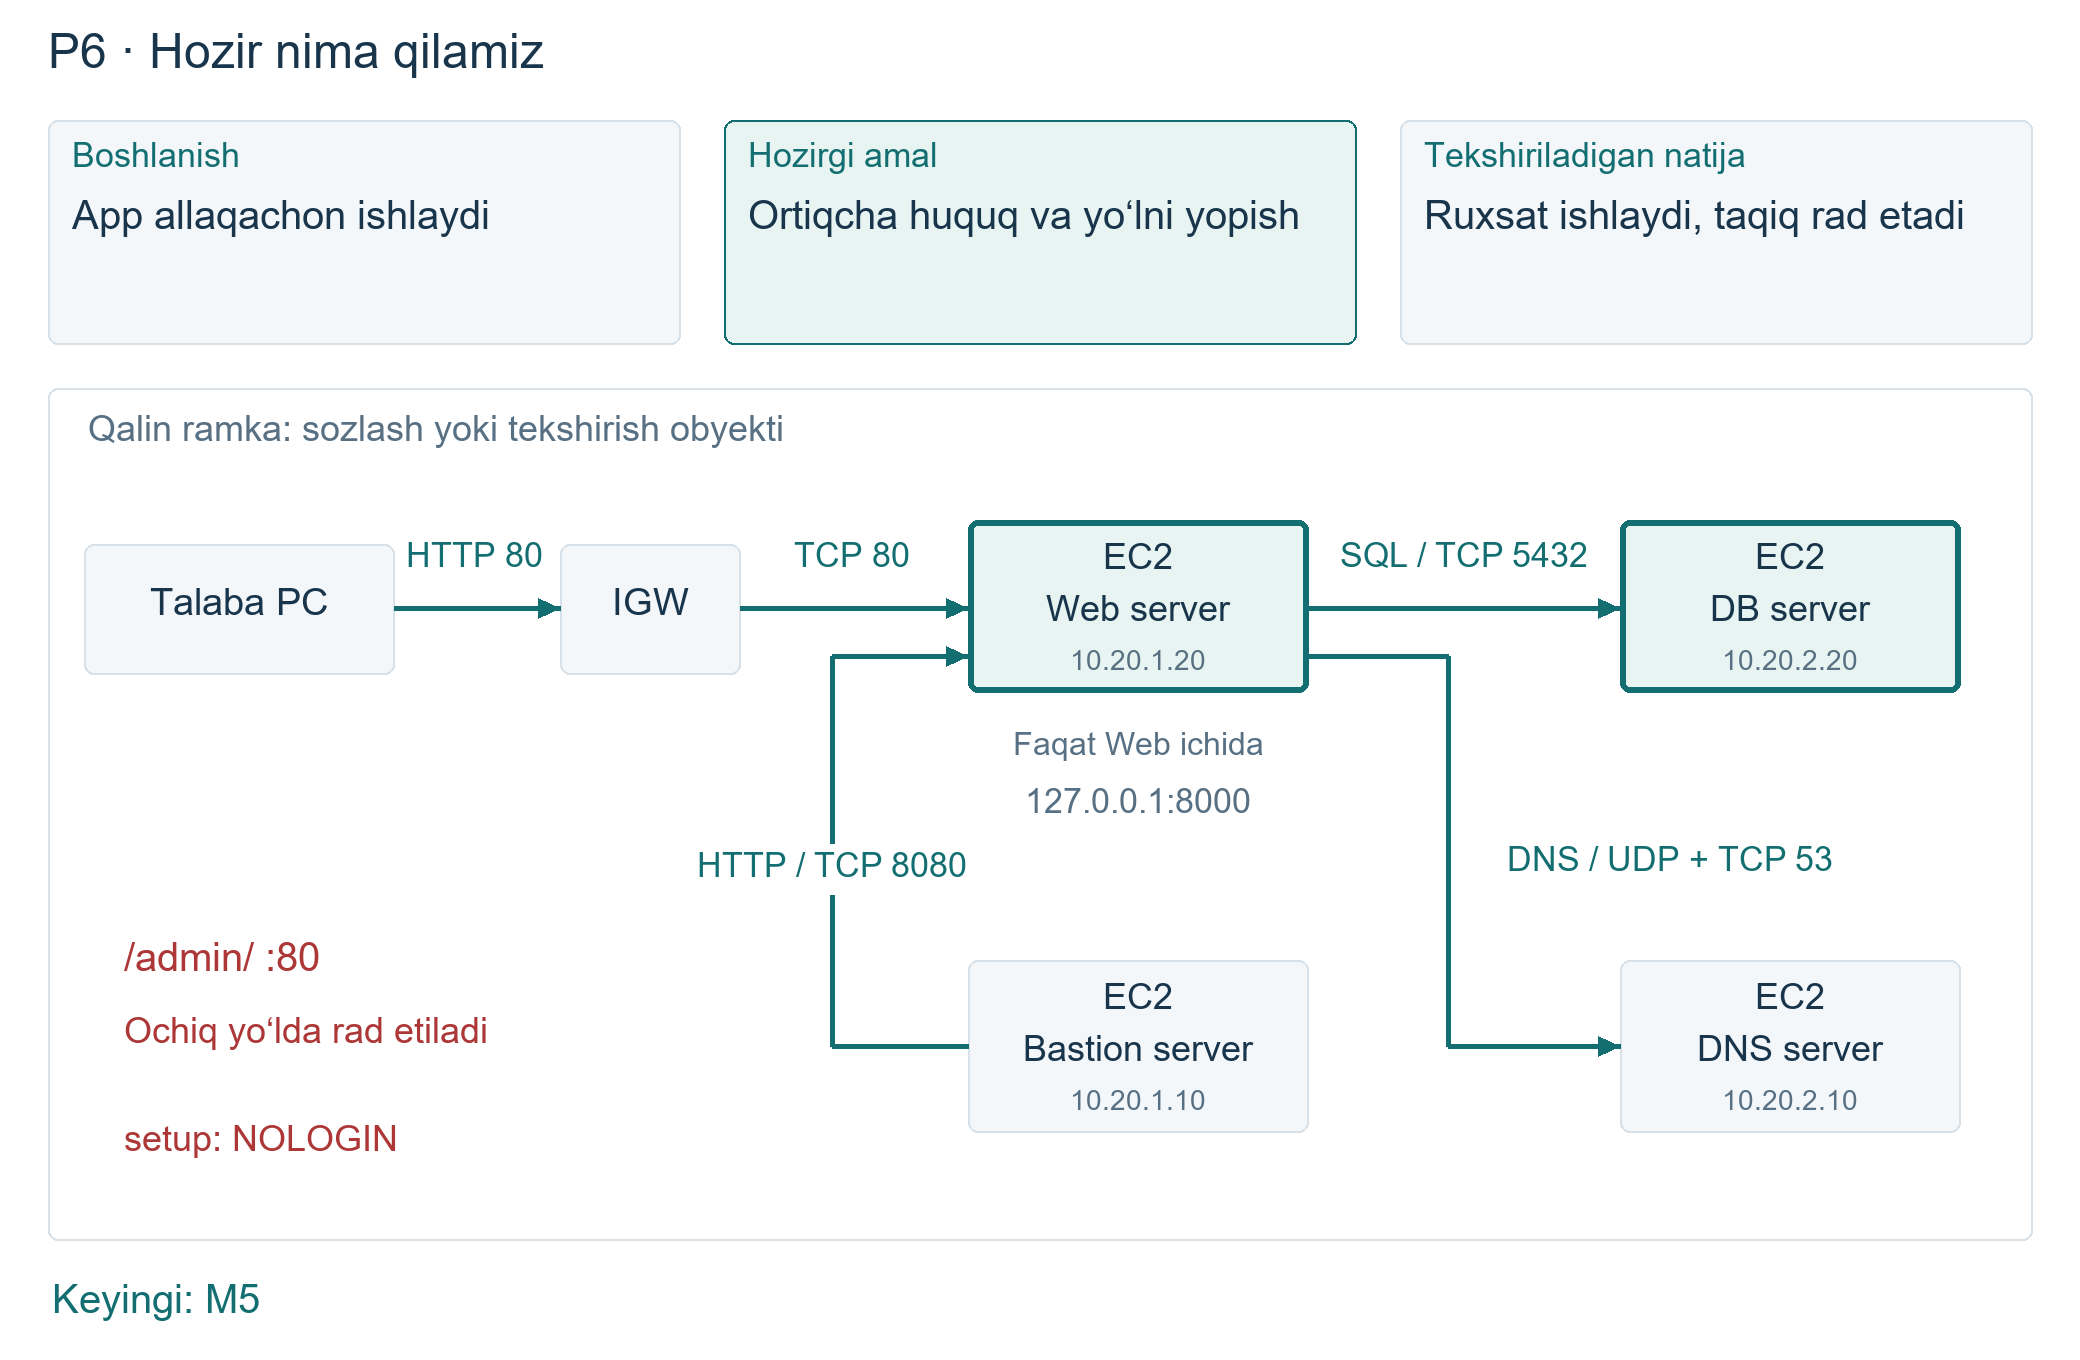 P6 · Hozir nima qilamiz
Boshlanish
App allaqachon ishlaydi
Hozirgi amal
Ortiqcha huquq va yo‘lni yopish
Tekshiriladigan natija
Ruxsat ishlaydi, taqiq rad etadi
Qalin ramka: sozlash yoki tekshirish obyekti
Talaba PC
HTTP 80
IGW
TCP 80
EC2
Web server
10.20.1.20
SQL / TCP 5432
EC2
DB server
10.20.2.20
Faqat Web ichida
127.0.0.1:8000
HTTP / TCP 8080
DNS / UDP + TCP 53
/admin/ :80
Ochiq yo‘lda rad etiladi
setup: NOLOGIN
EC2
Bastion server
10.20.1.10
EC2
DNS server
10.20.2.10
Keyingi: M5